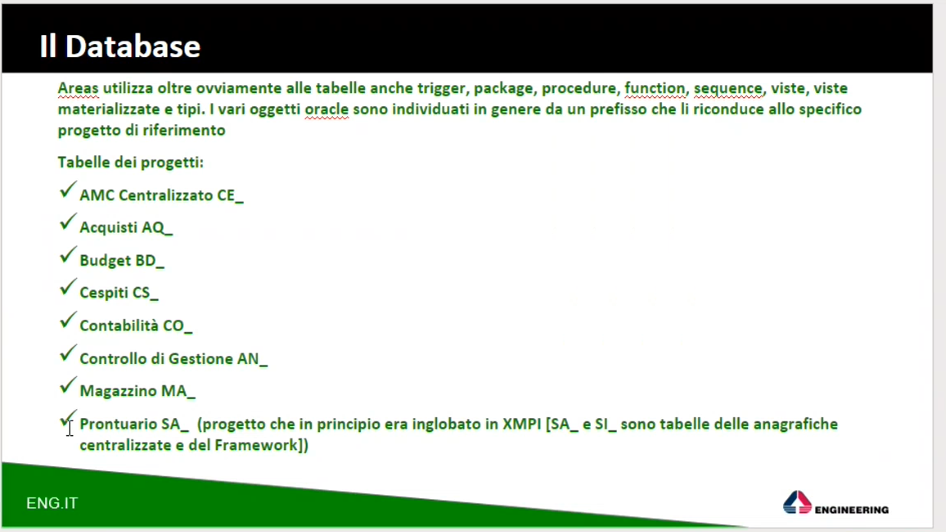 Il Database
Areas utilizza oltre ovviamente alle tabelle anche trigger, package, procedure, function, sequence, viste, viste
materializzate e tipi. I vari oggetti oracle sono individuati in genere da un prefisso che li riconduce allo specifico
progetto di riferimento
Tabelle dei progetti:
✓ AMC Centralizzato CE_
✓ Acquisti AQ_
✓ Budget BD_
✓ Cespiti CS_
✓ Contabilità CO_
✓ Controllo di Gestione AN_
✓ Magazzino MA_
✓ Prontuario SA_ (progetto che in principio era inglobato in XMPI [SA_ e SI_ sono tabelle delle anagrafiche
centralizzate e del Framework])
ENG.IT
ENGINEERING